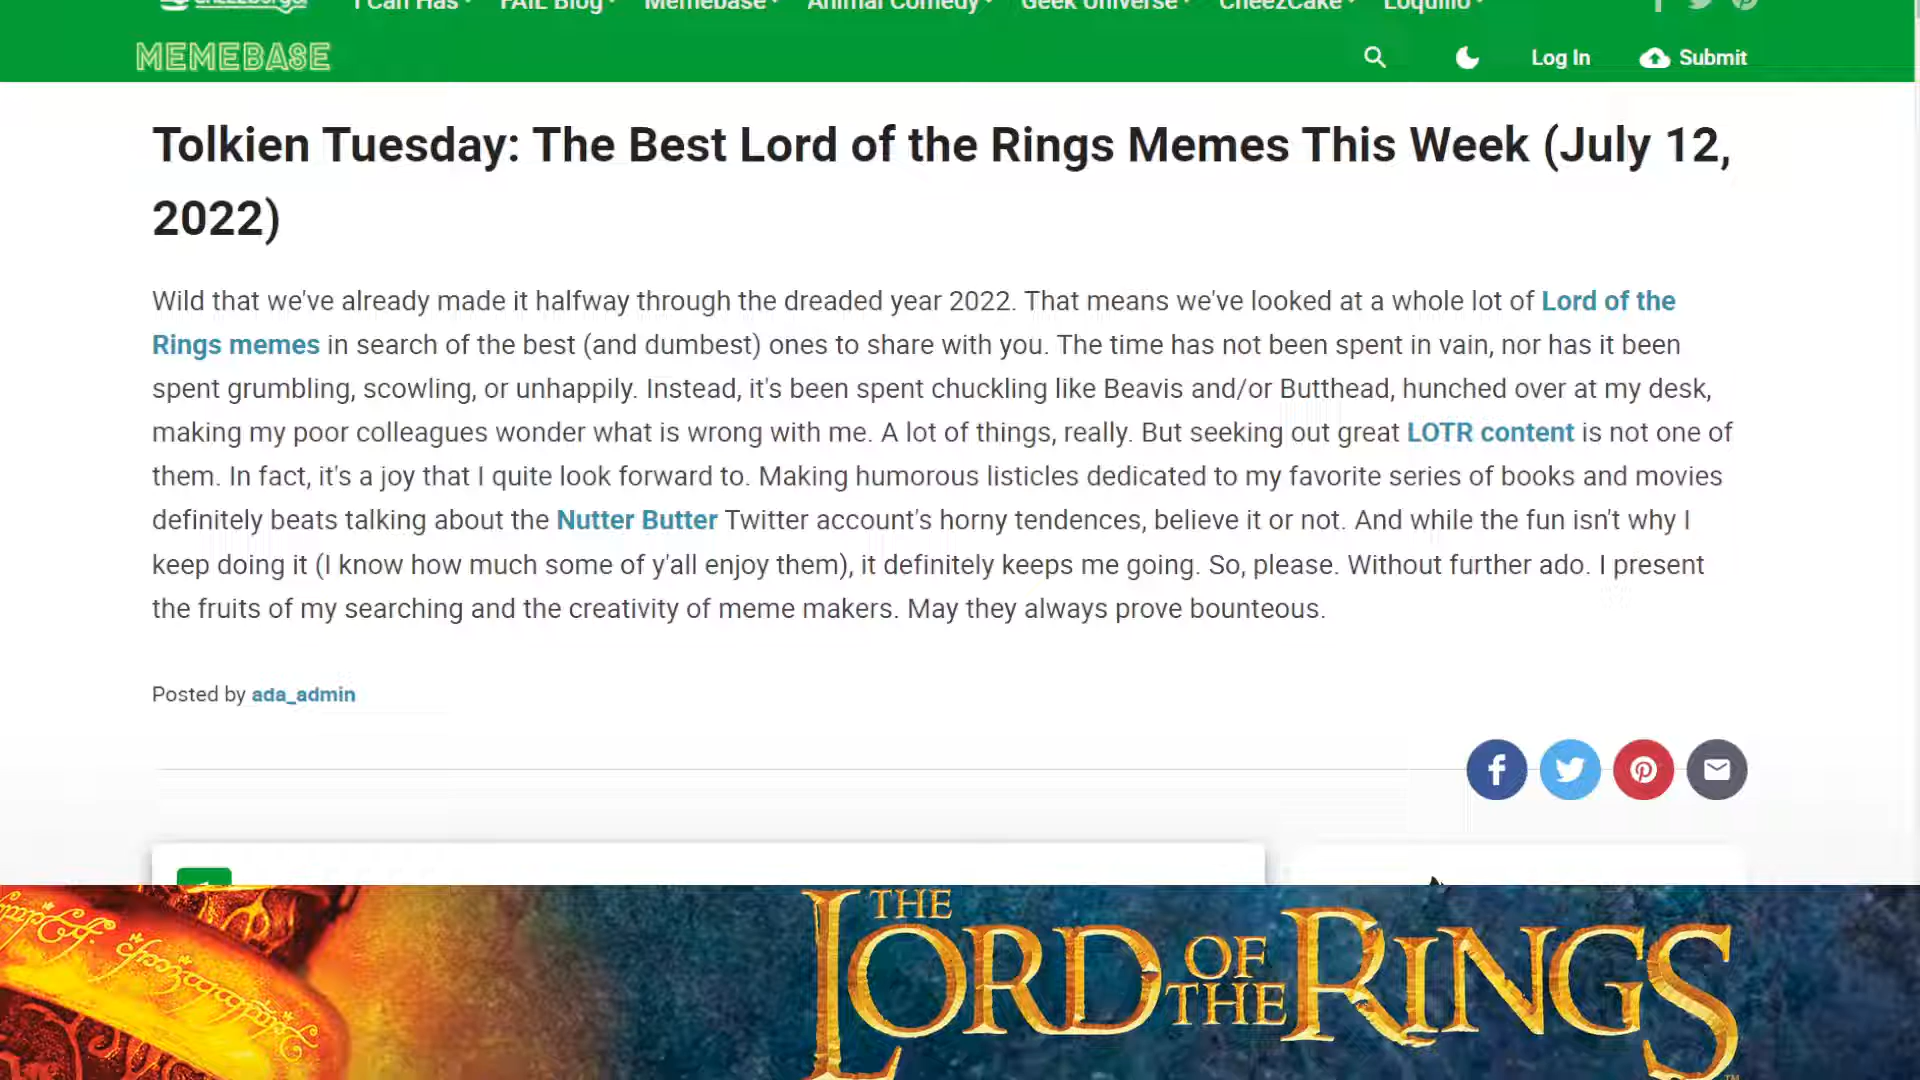 I Can Has FAIL Blog Memebase Animal Comedy Geek Universe CheezCake Loquillo
MEMEBASE
Log In
Submit
Tolkien Tuesday: The Best Lord of the Rings Memes This Week (July 12,
2022)
Wild that we've already made it halfway through the dreaded year 2022. That means we've looked at a whole lot of Lord of the
Rings memes in search of the best (and dumbest) ones to share with you. The time has not been spent in vain, nor has it been
spent grumbling, scowling, or unhappily. Instead, it's been spent chuckling like Beavis and/or Butthead, hunched over at my desk,
making my poor colleagues wonder what is wrong with me. A lot of things, really. But seeking out great LOTR content is not one of
them. In fact, it's a joy that I quite look forward to. Making humorous listicles dedicated to my favorite series of books and movies
definitely beats talking about the Nutter Butter Twitter account's horny tendences, believe it or not. And while the fun isn't why I
keep doing it (I know how much some of y'all enjoy them), it definitely keeps me going. So, please. Without further ado. I present
the fruits of my searching and the creativity of meme makers. May they always prove bounteous.
Posted by ada_admin
THE
LORD OF THE RINGS
TM